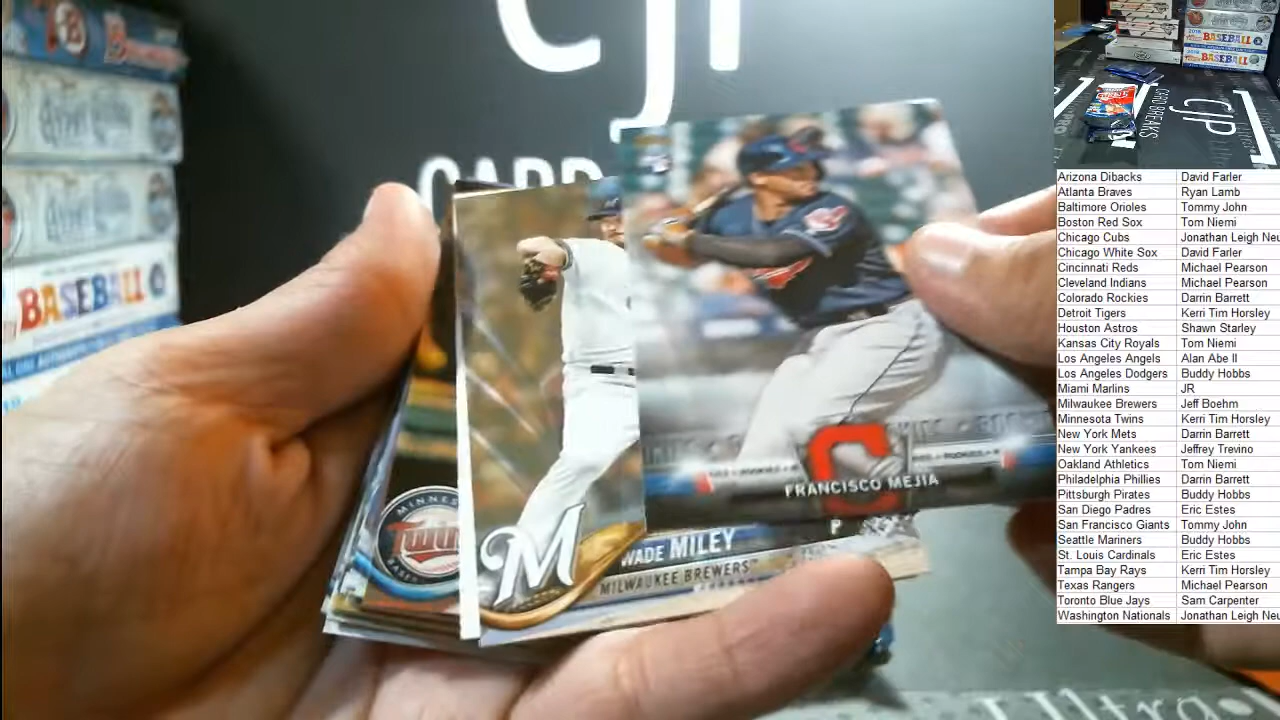 CJP
CARD
BASEBALL
FRANCISCO MEJIA
P
M
WADE MILEY
MILWAUKEE BREWERS
Twins
BASEBALL
BASEBALL
CARD BREAKS
CJP
Arizona Dibacks David Farler
Atlanta Braves Ryan Lamb
Baltimore Orioles Tommy John
Boston Red Sox Tom Niemi
Chicago Cubs Jonathan Leigh Neu
Chicago White Sox David Farler
Cincinnati Reds Michael Pearson
Cleveland Indians Michael Pearson
Colorado Rockies Darrin Barrett
Detroit Tigers Kerri Tim Horsley
Houston Astros Shawn Starley
Kansas City Royals Tom Niemi
Los Angeles Angels Alan Abe II
Los Angeles Dodgers Buddy Hobbs
Miami Marlins JR
Milwaukee Brewers Jeff Boehm
Minnesota Twins Kerri Tim Horsley
New York Mets Darrin Barrett
New York Yankees Jeffrey Trevino
Oakland Athletics Tom Niemi
Philadelphia Phillies Darrin Barrett
Pittsburgh Pirates Buddy Hobbs
San Diego Padres Eric Estes
San Francisco Giants Tommy John
Seattle Mariners Buddy Hobbs
St. Louis Cardinals Eric Estes
Tampa Bay Rays Kerri Tim Horsley
Texas Rangers Michael Pearson
Toronto Blue Jays Sam Carpenter
Washington Nationals Jonathan Leigh Neu